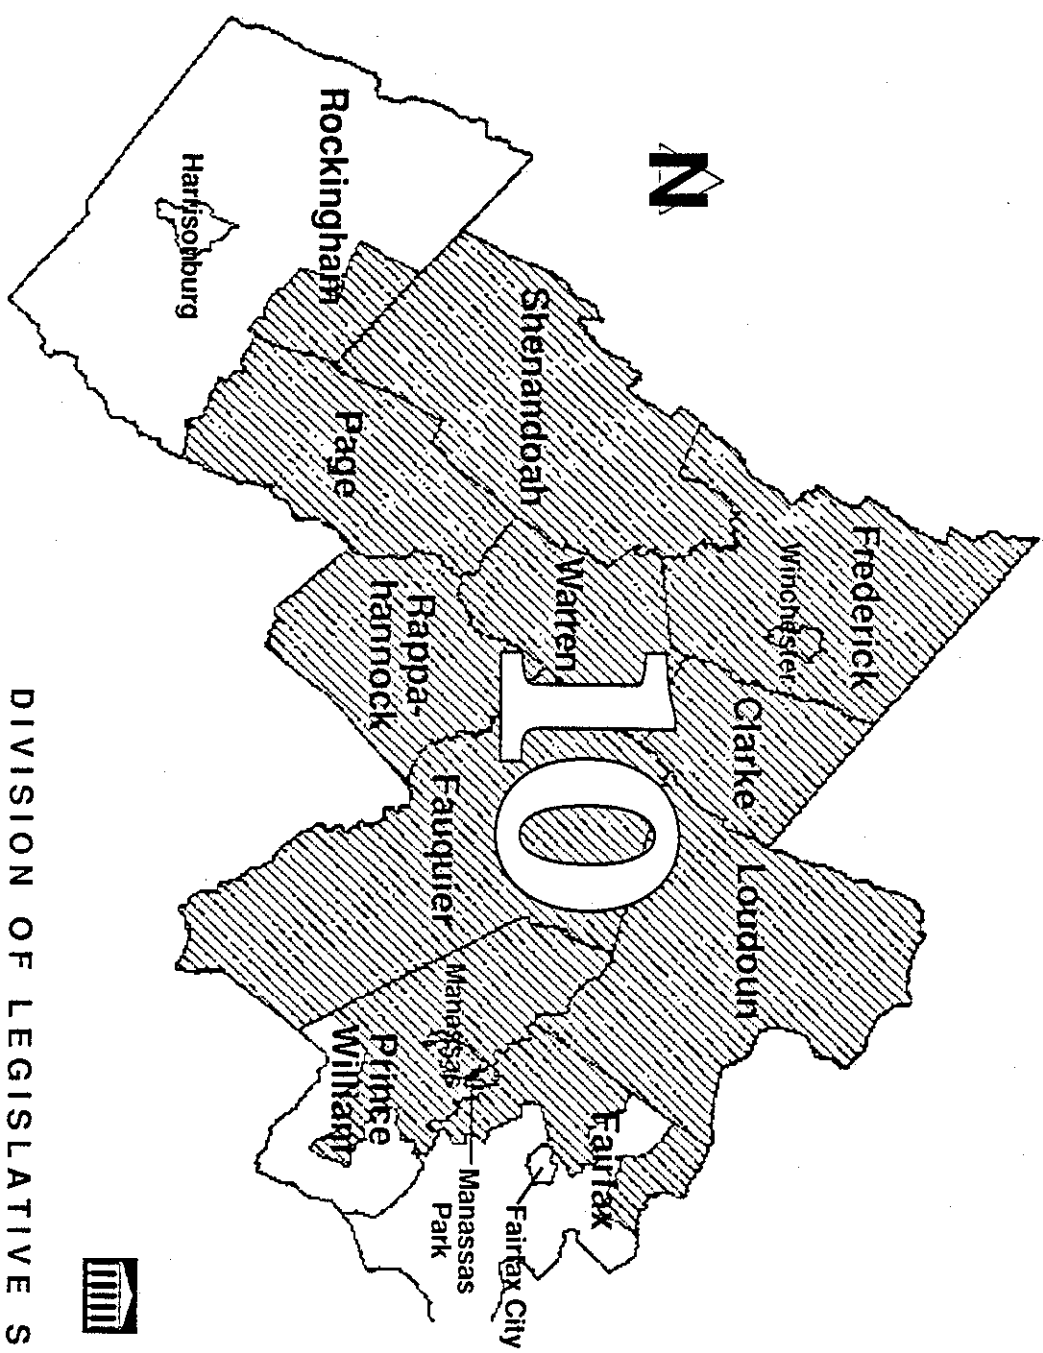 N
Frederick
Winchester
Clarke
Loudoun
Shenandoah
Warren
10
Rockingham
Page
Rappa-
hannock
Fauquier
Manassas
Fairfax
Harrisonburg
Prince
William
Fairfax City
Manassas
Park
DIVISION OF LEGISLATIVE S